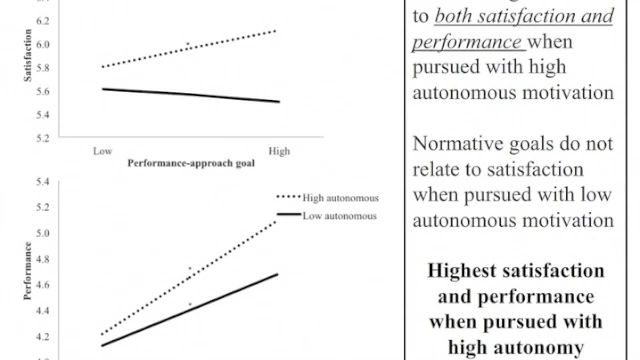 to both satisfaction and
performance when
pursued with high
autonomous motivation
Normative goals do not
relate to satisfaction
when pursued with low
autonomous motivation
Highest satisfaction
and performance
when pursued with
high autonomy
Satisfaction
6.2
6.0
5.8
5.6
5.4
5.2
Low
High
Performance-approach goal
Performance
5.4
5.2
5.0
4.8
4.6
4.4
4.2
High autonomous
Low autonomous